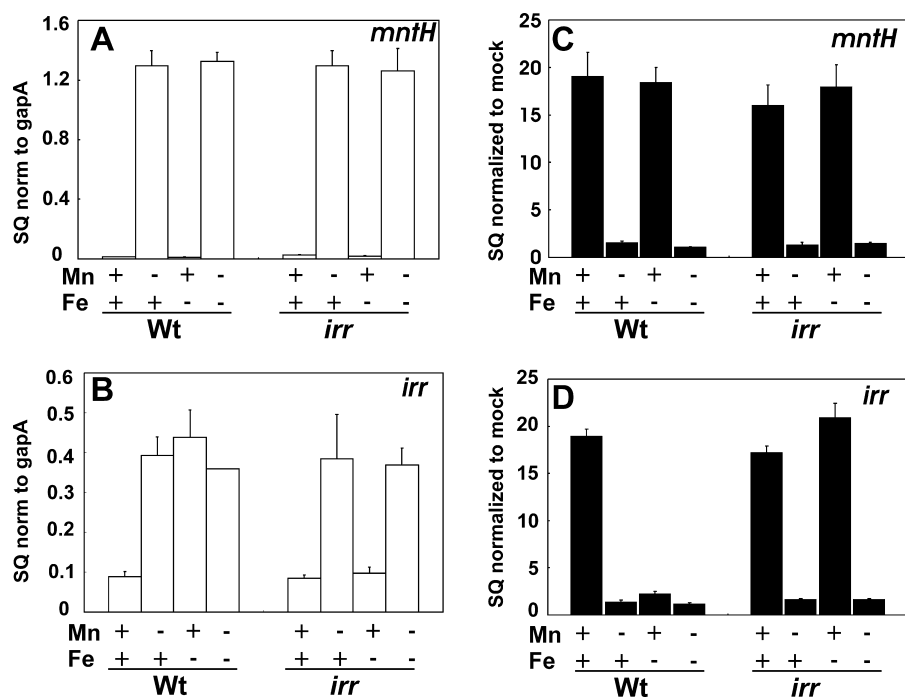 A
mntH
SQ norm to gapA
1.6
1.2
0.8
0.4
0
Mn + - + - + - + -
Fe + + - - + + - -
Wt irr
C
mntH
SQ normalized to mock
25
20
15
10
5
0
Mn + - + - + - + -
Fe + + - - + + - -
Wt irr
B
irr
SQ norm to gapA
0.6
0.5
0.4
0.3
0.2
0.1
0
Mn + - + - + - + -
Fe + + - - + + - -
Wt irr
D
irr
SQ normalized to mock
25
20
15
10
5
0
Mn + - + - + - + -
Fe + + - - + + - -
Wt irr